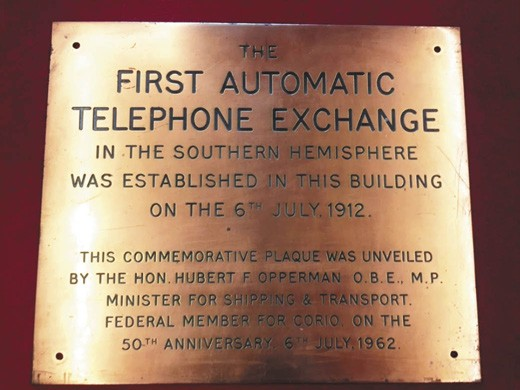 THE
FIRST AUTOMATIC
TELEPHONE EXCHANGE
IN THE SOUTHERN HEMISPHERE
WAS ESTABLISHED IN THIS BUILDING
ON THE 6TH JULY, 1912.
THIS COMMEMORATIVE PLAQUE WAS UNVEILED
BY THE HON. HUBERT F. OPPERMAN O.B.E., M.P.
MINISTER FOR SHIPPING & TRANSPORT.
FEDERAL MEMBER FOR CORIO, ON THE
50TH ANNIVERSARY, 6TH JULY, 1962.